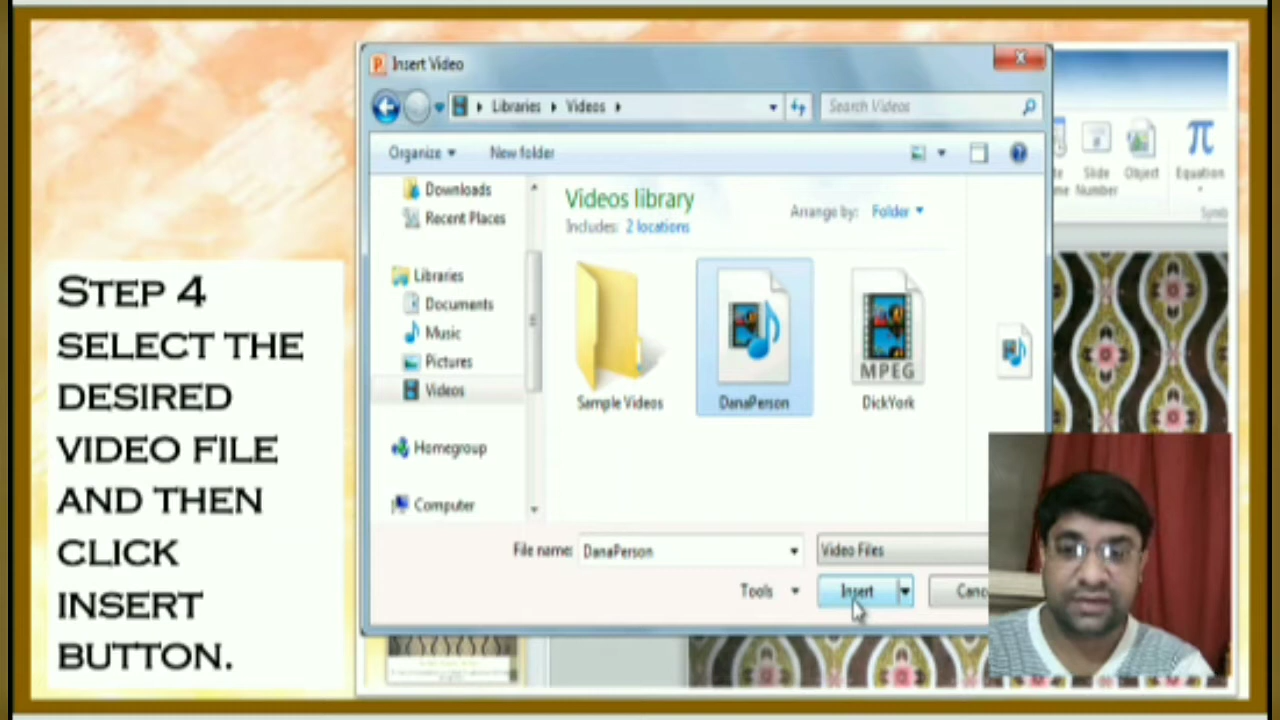 Insert Video
Libraries Videos
Search Videos
Organize
New folder
Slide
Number
Object
Equation
Downloads
Recent Places
Libraries
Documents
Music
Pictures
Videos
Homegroup
Computer
Videos library
Includes: 2 locations
Arrange by: Folder
MPEG
Sample Videos
DanaPerson
DickYork
File name: DanaPerson
Video Files
Tools
Insert
STEP 4
SELECT THE
DESIRED
VIDEO FILE
AND THEN
CLICK
INSERT
BUTTON.